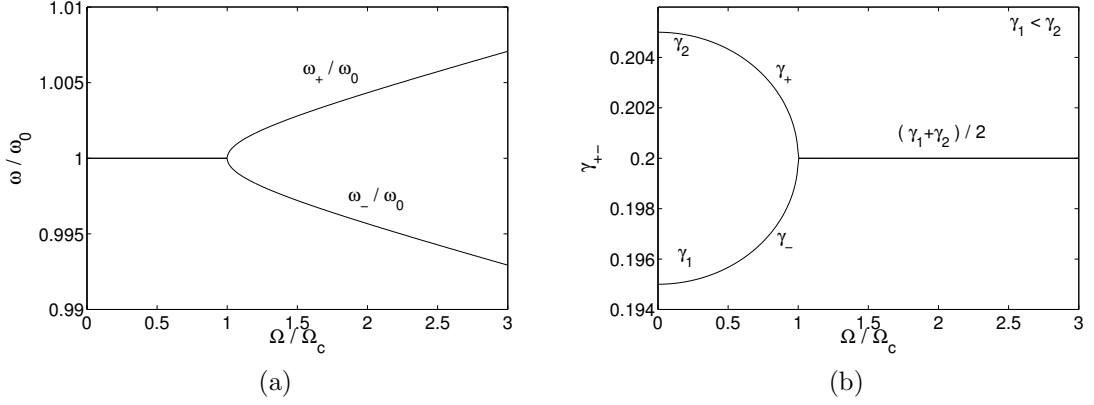 1.01
1.005
1
0.995
0.99
ω / ω₀
ω₊ / ω₀
ω₋ / ω₀
0 0.5 1 1.5 2 2.5 3
Ω / Ω_c
(a)
γ₁ < γ₂
0.204
0.202
0.2
0.198
0.196
0.194
γ₊₋
γ₂
γ₊
(γ₁+γ₂) / 2
γ₁
γ₋
0 0.5 1 1.5 2 2.5 3
Ω / Ω_c
(b)